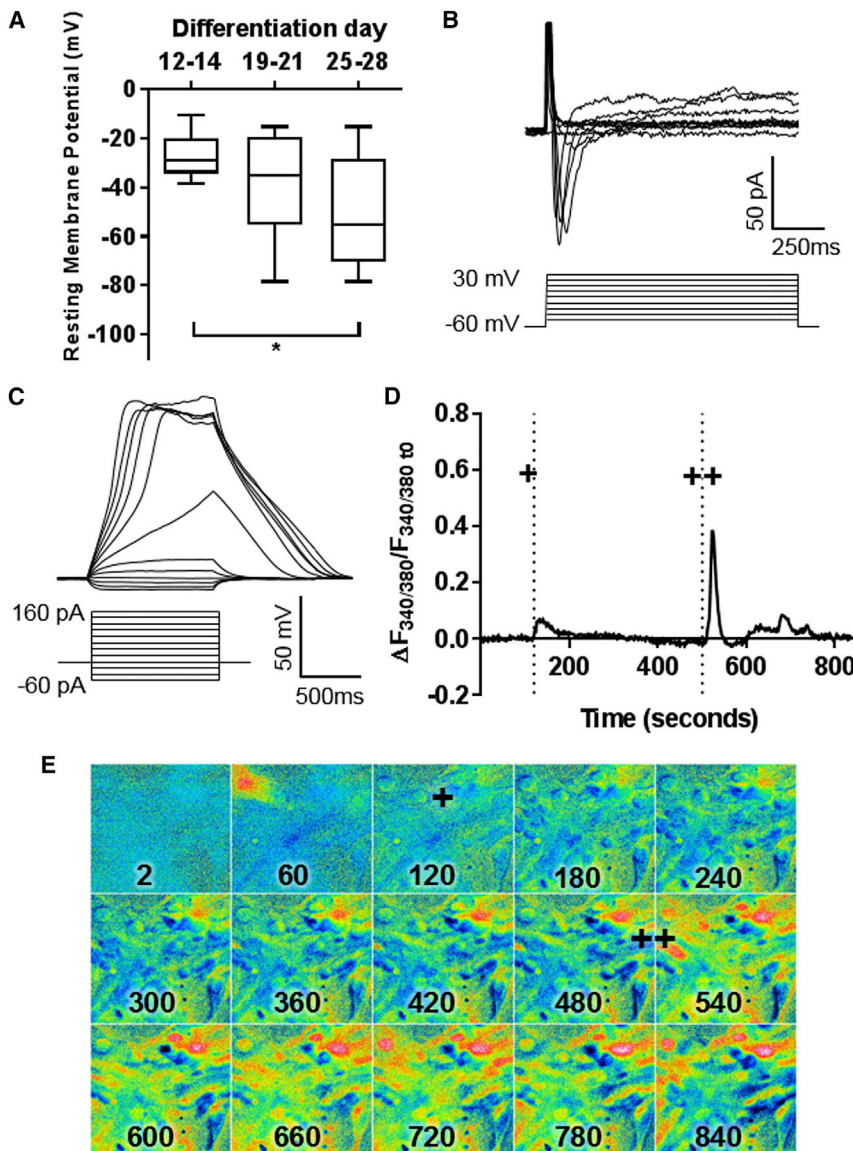 A
Differentiation day
12-14 19-21 25-28
Resting Membrane Potential (mV)
0
-20
-40
-60
-80
-100
*
B
50 pA
250ms
30 mV
-60 mV
C
160 pA
-60 pA
50 mV
500ms
D
ΔF340/380/F340/380 t0
0.8
0.6
0.4
0.2
0.0
-0.2
+ ++
200 400 600 800
Time (seconds)
E
+
2 60 120 180 240
++
300 360 420 480 540
600 660 720 780 840